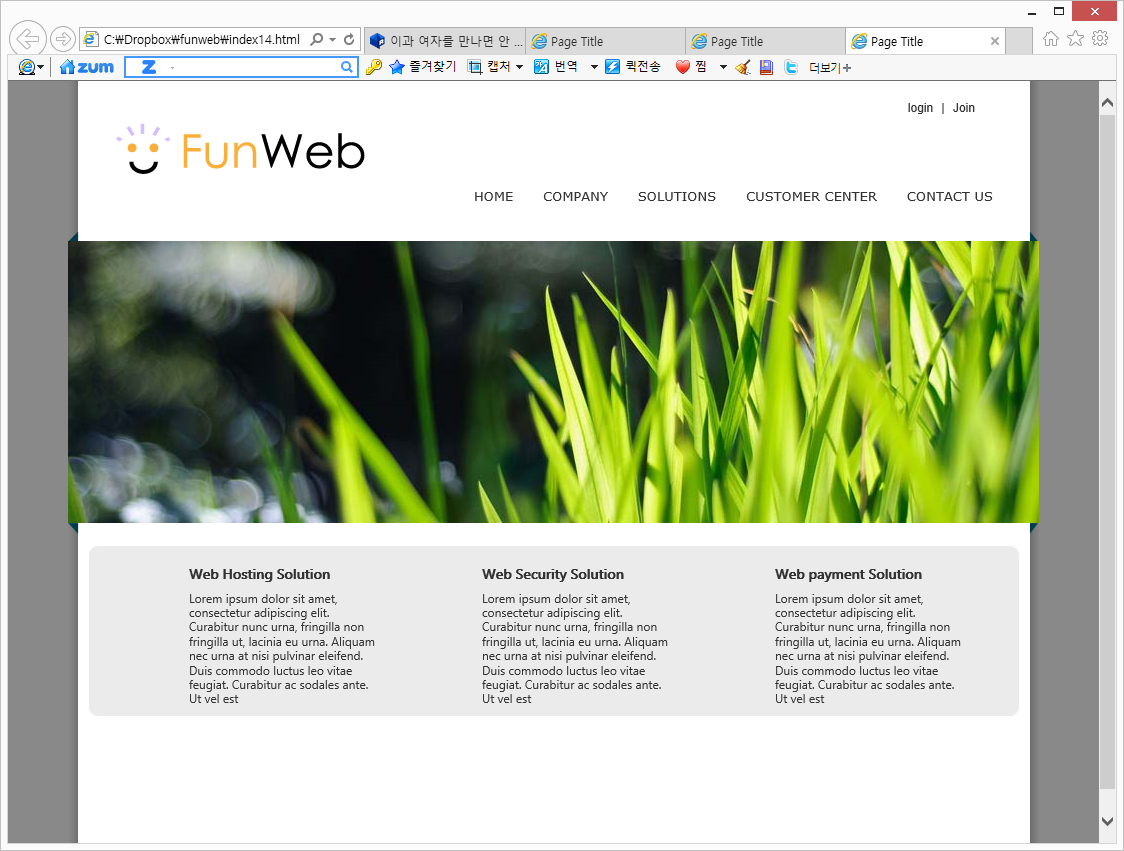 C:₩Dropbox₩funweb₩index14.html
이과 여자를 만나면 안 ...
Page Title
Page Title
Page Title
zum
Z
즐겨찾기
캡처
번역
퀵전송
찜
더보기+
login | Join
FunWeb
HOME COMPANY SOLUTIONS CUSTOMER CENTER CONTACT US
Web Hosting Solution
Lorem ipsum dolor sit amet,
consectetur adipiscing elit.
Curabitur nunc urna, fringilla non
fringilla ut, lacinia eu urna. Aliquam
nec urna at nisi pulvinar eleifend.
Duis commodo luctus leo vitae
feugiat. Curabitur ac sodales ante.
Ut vel est
Web Security Solution
Lorem ipsum dolor sit amet,
consectetur adipiscing elit.
Curabitur nunc urna, fringilla non
fringilla ut, lacinia eu urna. Aliquam
nec urna at nisi pulvinar eleifend.
Duis commodo luctus leo vitae
feugiat. Curabitur ac sodales ante.
Ut vel est
Web payment Solution
Lorem ipsum dolor sit amet,
consectetur adipiscing elit.
Curabitur nunc urna, fringilla non
fringilla ut, lacinia eu urna. Aliquam
nec urna at nisi pulvinar eleifend.
Duis commodo luctus leo vitae
feugiat. Curabitur ac sodales ante.
Ut vel est